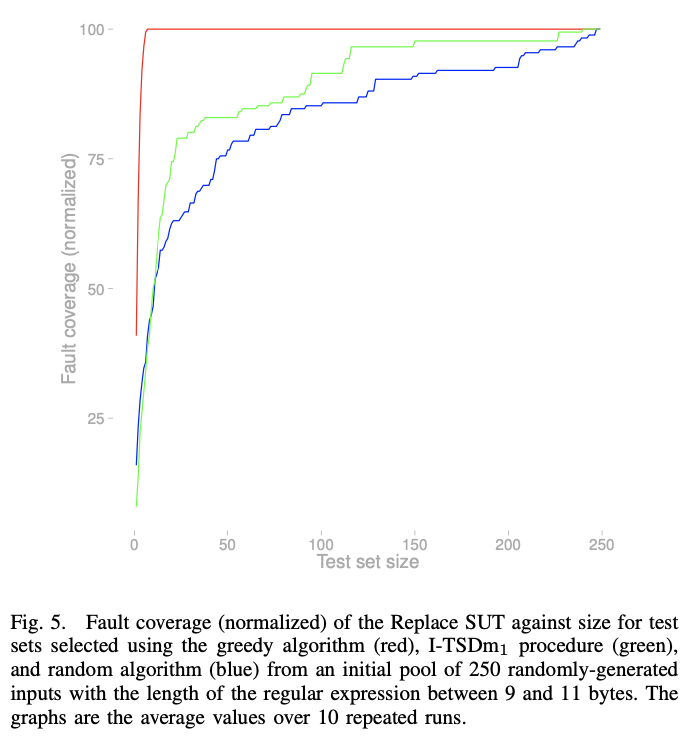 100
75
50
25
Fault coverage (normalized)
0 50 100 150 200 250
Test set size
Fig. 5. Fault coverage (normalized) of the Replace SUT against size for test
sets selected using the greedy algorithm (red), I-TSDm₁ procedure (green),
and random algorithm (blue) from an initial pool of 250 randomly-generated
inputs with the length of the regular expression between 9 and 11 bytes. The
graphs are the average values over 10 repeated runs.